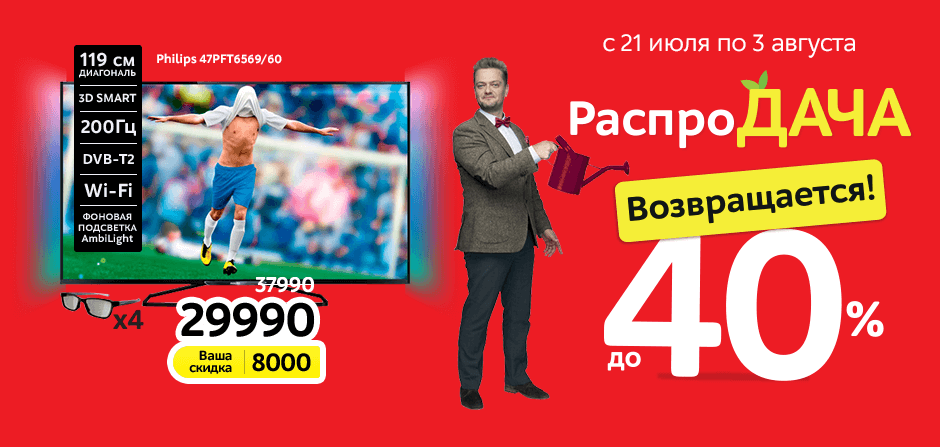 119 см
ДИАГОНАЛЬ
3D SMART
200Гц
DVB-T2
Wi-Fi
ФОНОВАЯ
ПОДСВЕТКА
AmbiLight
Philips 47PFT6569/60
x4
37990
29990
Ваша
скидка
8000
с 21 июля по 3 августа
РаспроДАЧА
Возвращается!
до 40%